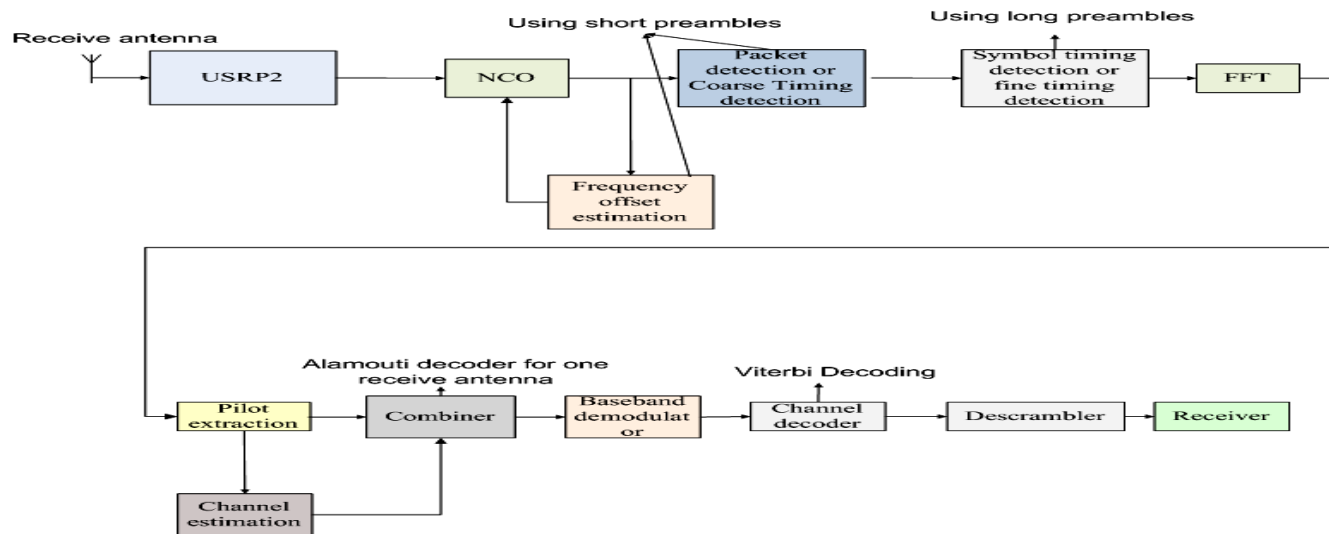 Using short preambles
Using long preambles
Receive antenna
USRP2
NCO
Packet
detection or
Coarse Timing
detection
Symbol timing
detection or
fine timing
detection
FFT
Frequency
offset
estimation
Alamouti decoder for one
receive antenna
Viterbi Decoding
Pilot
extraction
Combiner
Baseband
demodulat
or
Channel
decoder
Descrambler
Receiver
Channel
estimation